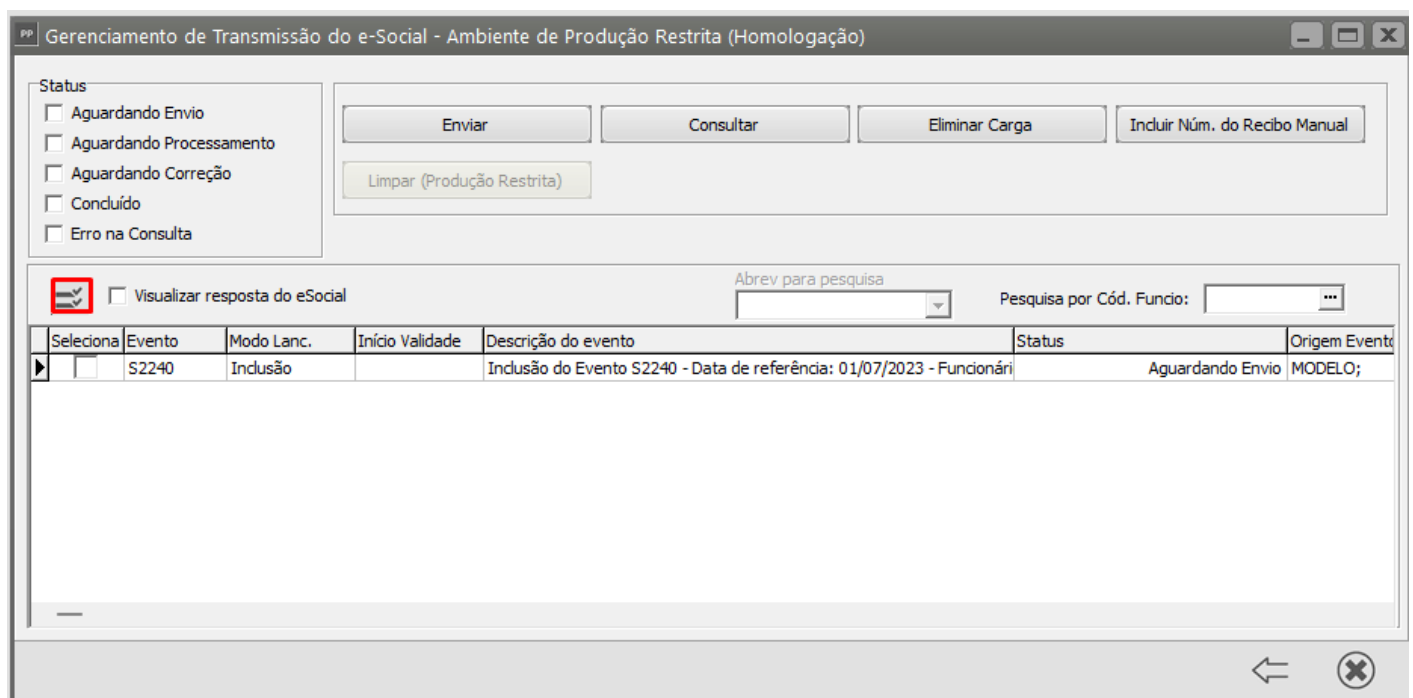 PP Gerenciamento de Transmissão do e-Social - Ambiente de Produção Restrita (Homologação)
Status
Aguardando Envio
Aguardando Processamento
Aguardando Correção
Concluído
Erro na Consulta
Enviar Consultar Eliminar Carga Incluir Núm. do Recibo Manual
Limpar (Produção Restrita)
Visualizar resposta do eSocial
Abrev para pesquisa
Pesquisa por Cód. Funcio: ...
Seleciona Evento Modo Lanc. Início Validade Descrição do evento Status Origem Evento
S2240 Inclusão Inclusão do Evento S2240 - Data de referência: 01/07/2023 - Funcionári Aguardando Envio MODELO;